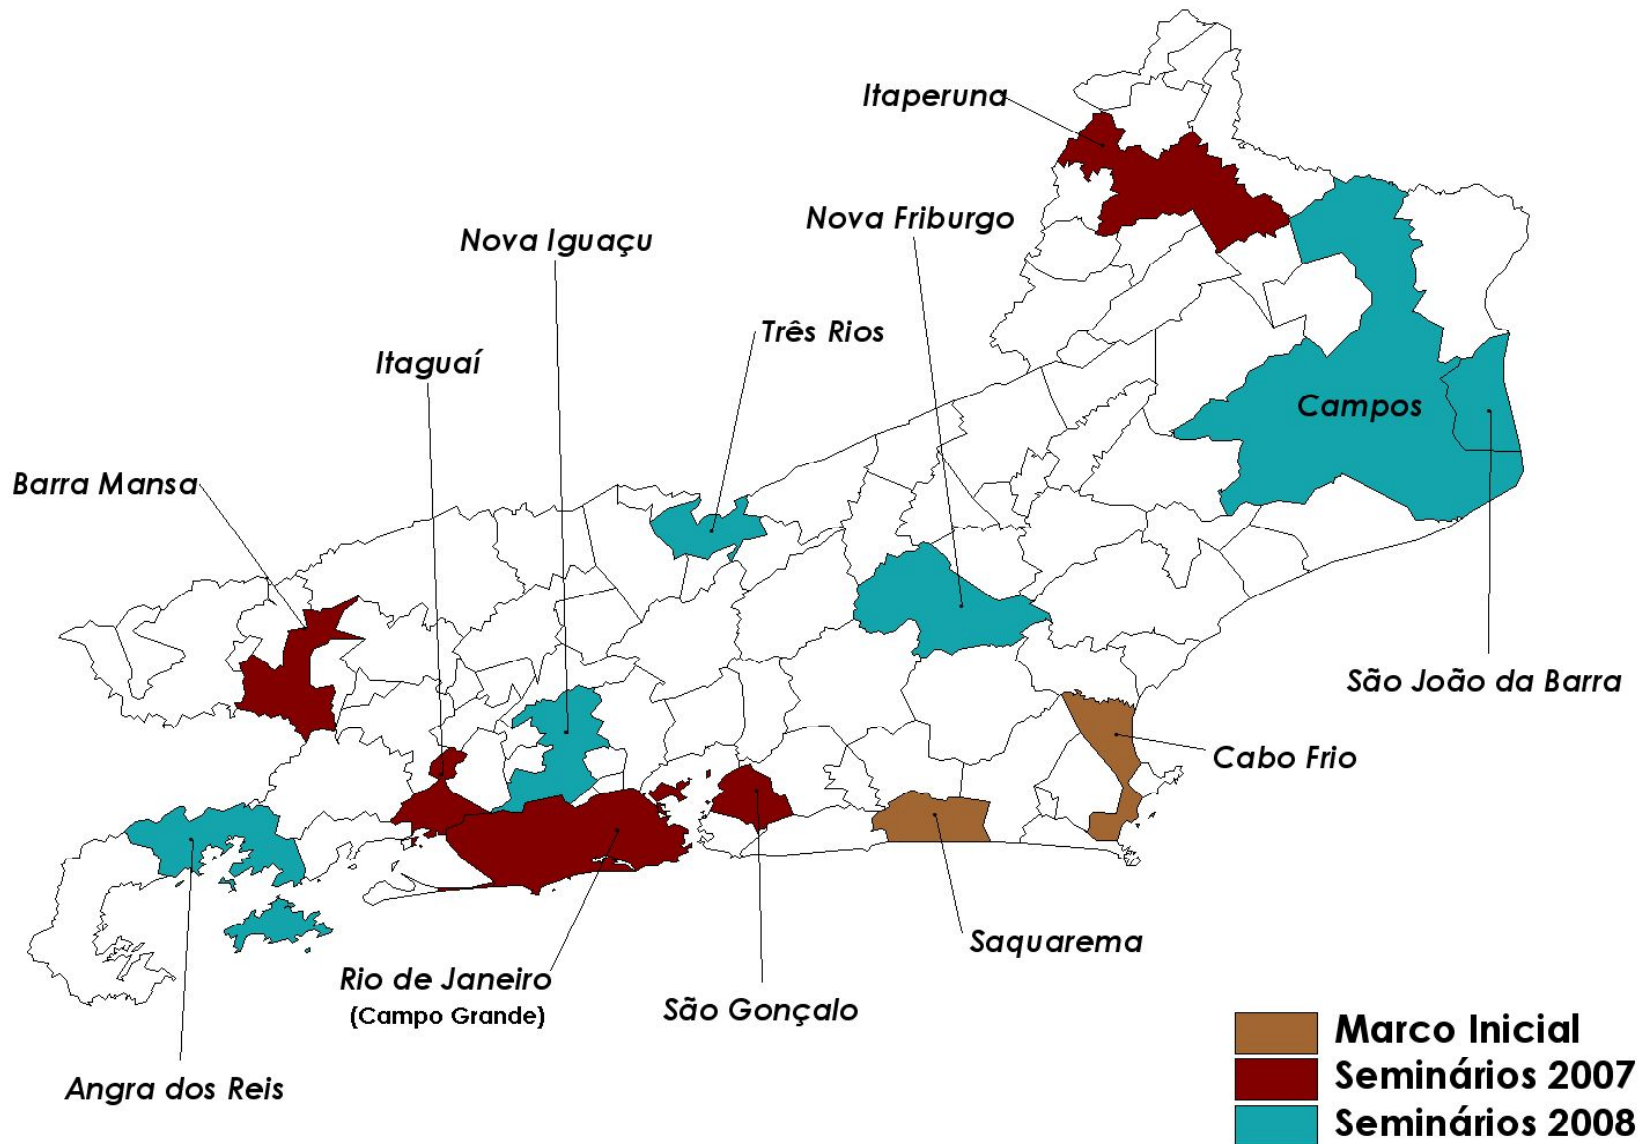 Itaperuna
Nova Friburgo
Nova Iguaçu
Três Rios
Itaguaí
Campos
Barra Mansa
São João da Barra
Cabo Frio
Saquarema
Rio de Janeiro
(Campo Grande)
São Gonçalo
Angra dos Reis
Marco Inicial
Seminários 2007
Seminários 2008